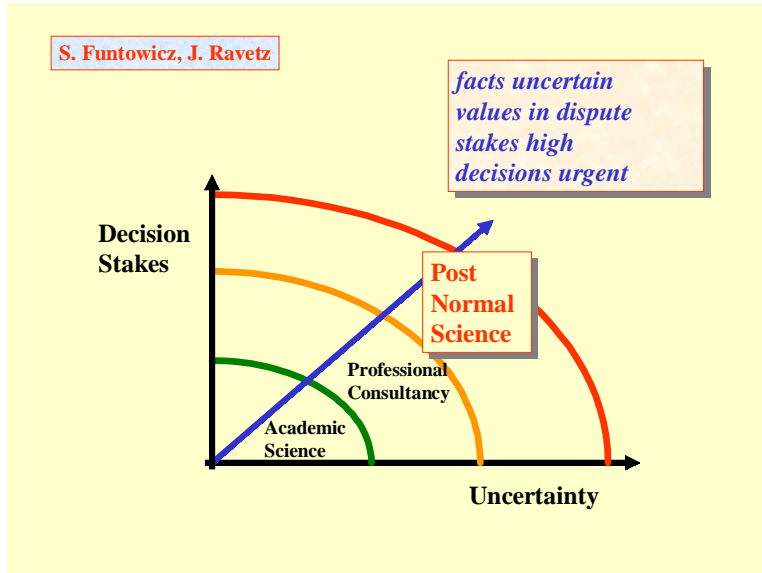 S. Funtowicz, J. Ravetz
facts uncertain
values in dispute
stakes high
decisions urgent
Decision
Stakes
Post
Normal
Science
Professional
Consultancy
Academic
Science
Uncertainty